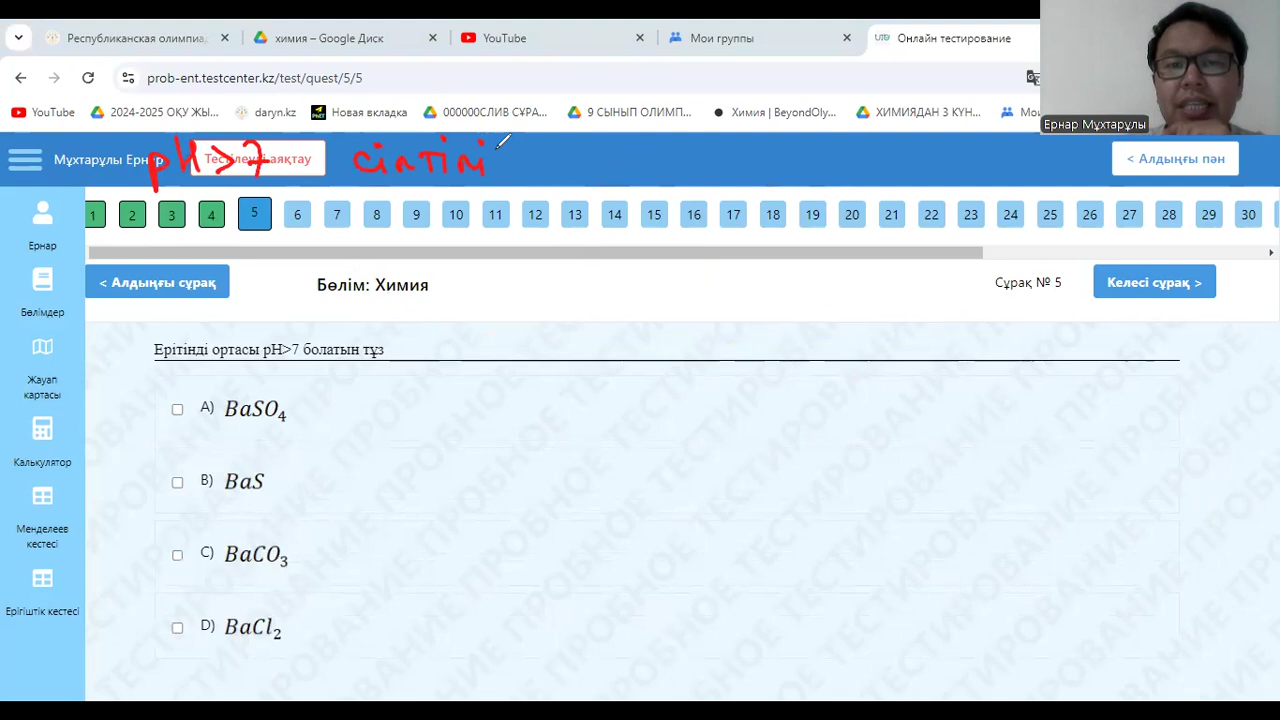 Республиканская олимпиа
химия – Google Диск
YouTube
Мои группы
Онлайн тестирование
prob-ent.testcenter.kz/test/quest/5/5
YouTube
2024-2025 ОҚУ ЖЫ...
daryn.kz
Новая вкладка
000000СЛИВ СҰРА...
9 СЫНЫП ОЛИМП...
Химия | BeyondOly...
ХИМИЯДАН 3 КҮН...
Ернар Мұхтарұлы
Мұхтарұлы Ернар
Тестілеуді аяқтау
< Алдыңғы пән
pH>7 сілтілі
1 2 3 4 5 6 7 8 9 10 11 12 13 14 15 16 17 18 19 20 21 22 23 24 25 26 27 28 29 30
Ернар
Бөлімдер
Жауап
картасы
Калькулятор
Менделеев
кестесі
Ерігіштік кестесі
< Алдыңғы сұрақ
Бөлім: Химия
Сұрақ № 5
Келесі сұрақ >
Ерітінді ортасы pH>7 болатын тұз
A) BaSO₄
B) BaS
C) BaCO₃
D) BaCl₂